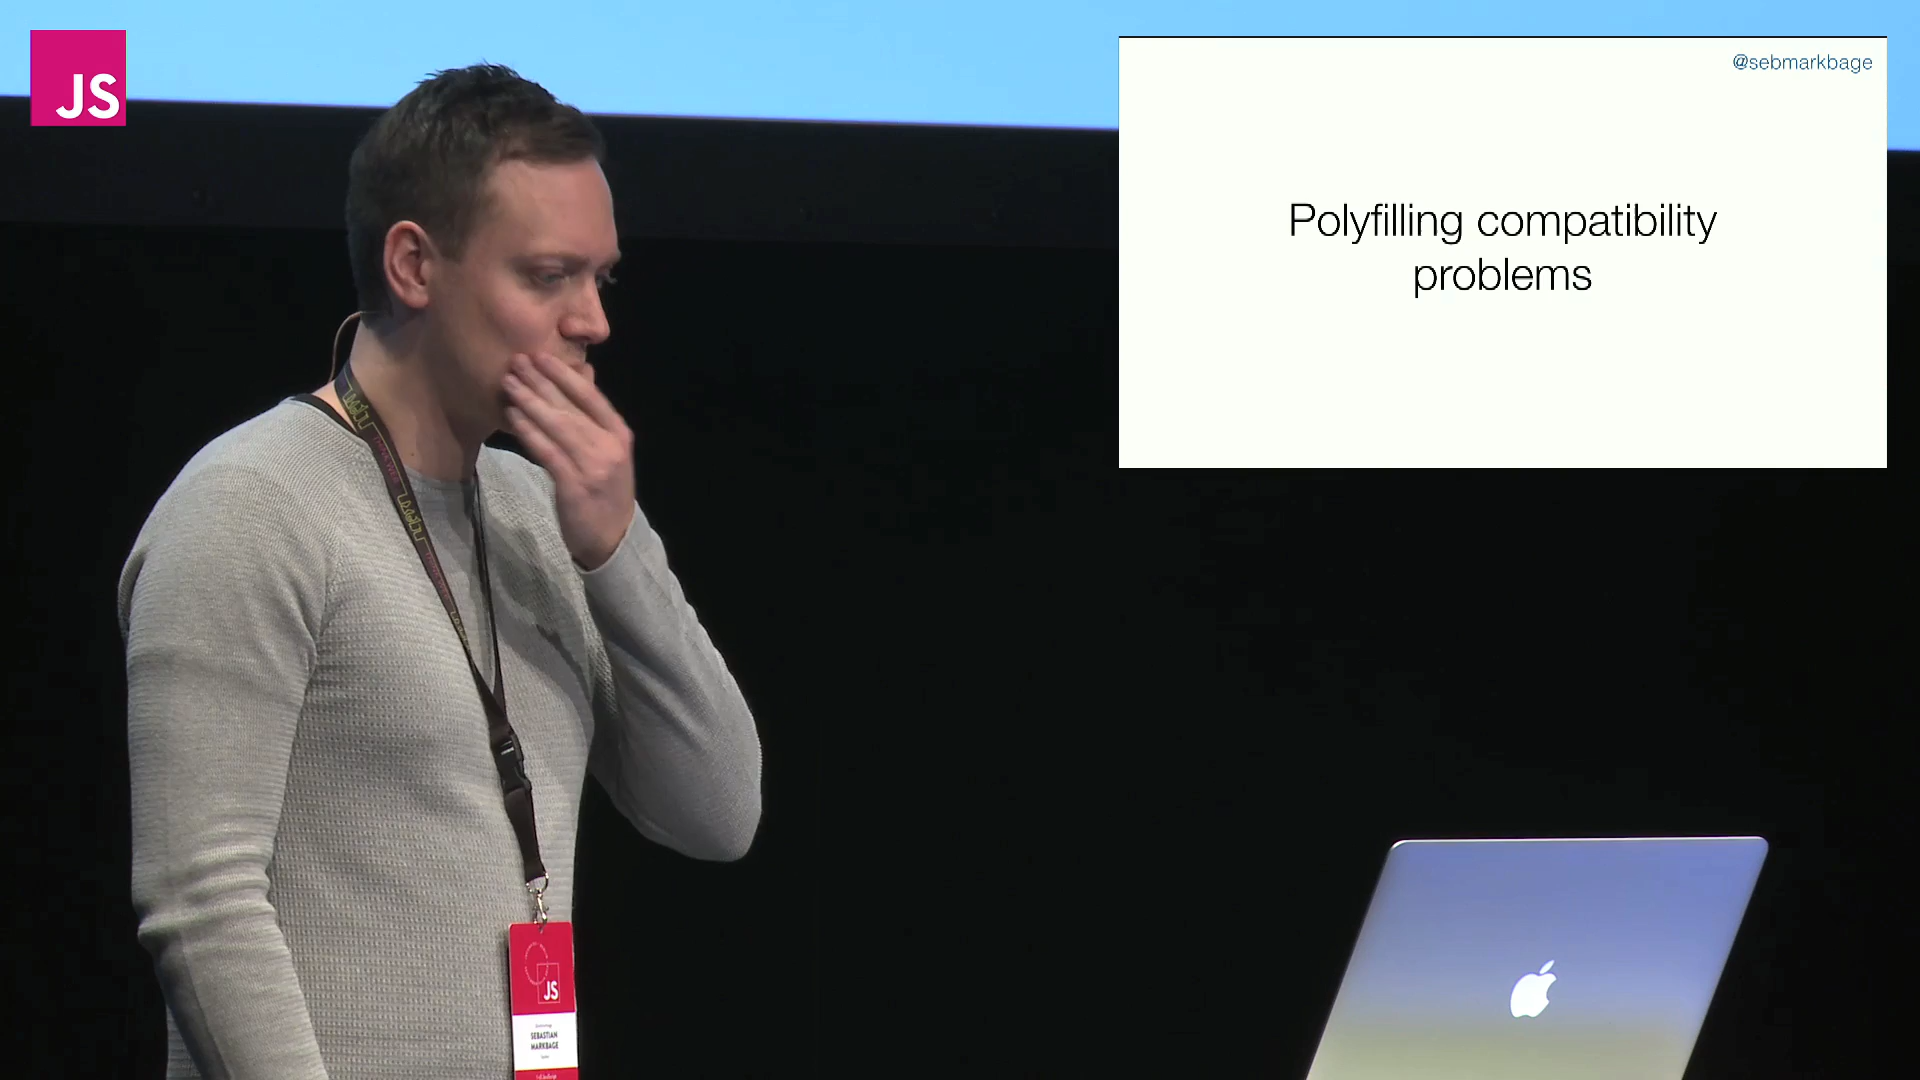 JS
@sebmarkbage
Polyfilling compatibility
problems
JS
SEBASTIAN
MARKBAGE